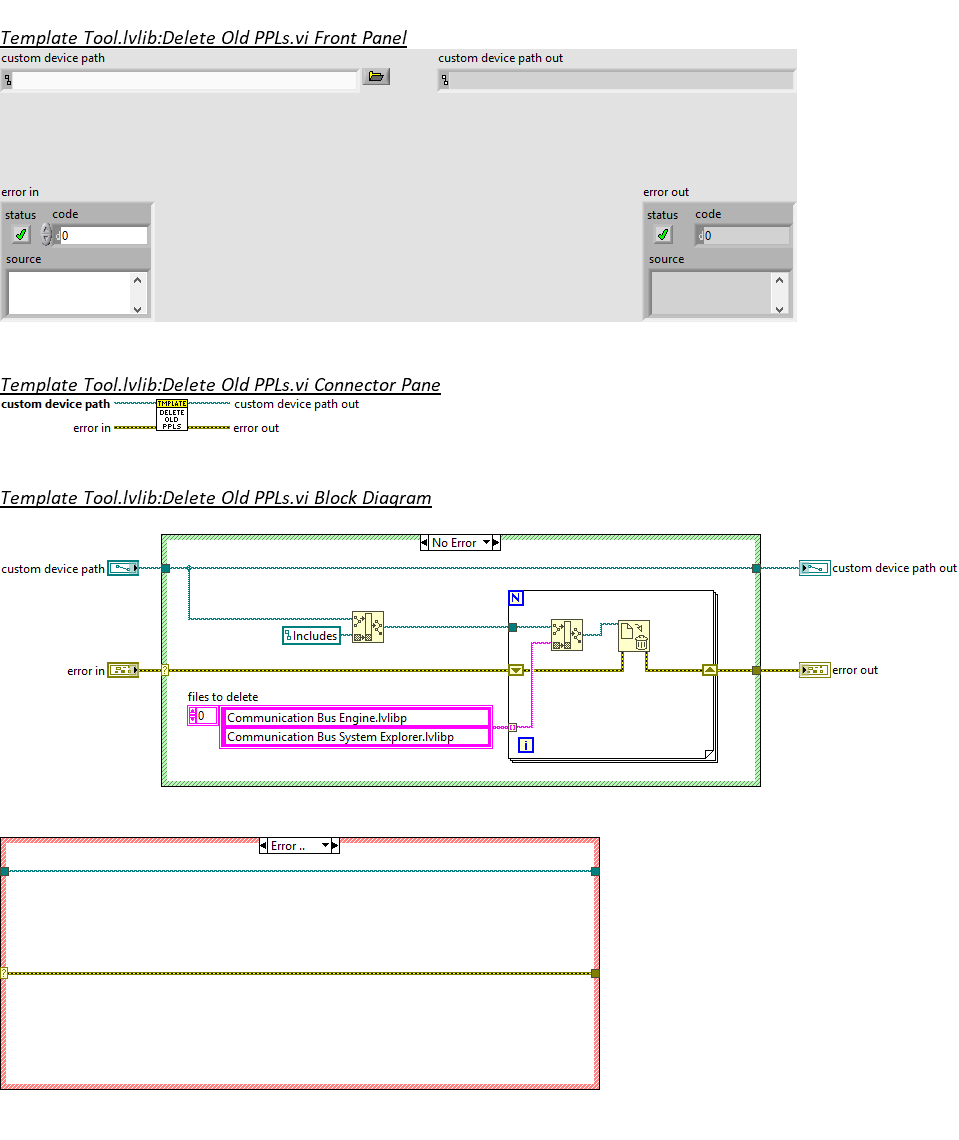 Template Tool.lvlib:Delete Old PPLs.vi Front Panel
custom device path
custom device path out
error in
error out
status code
0
source
status code
0
source
Template Tool.lvlib:Delete Old PPLs.vi Connector Pane
custom device path
TMPLATE
DELETE
OLD
PPLS
custom device path out
error in
error out
Template Tool.lvlib:Delete Old PPLs.vi Block Diagram
No Error
custom device path
custom device path out
N
Includes
error in
?
error out
files to delete
0
Communication Bus Engine.lvlibp
Communication Bus System Explorer.lvlibp
i
Error ..
?